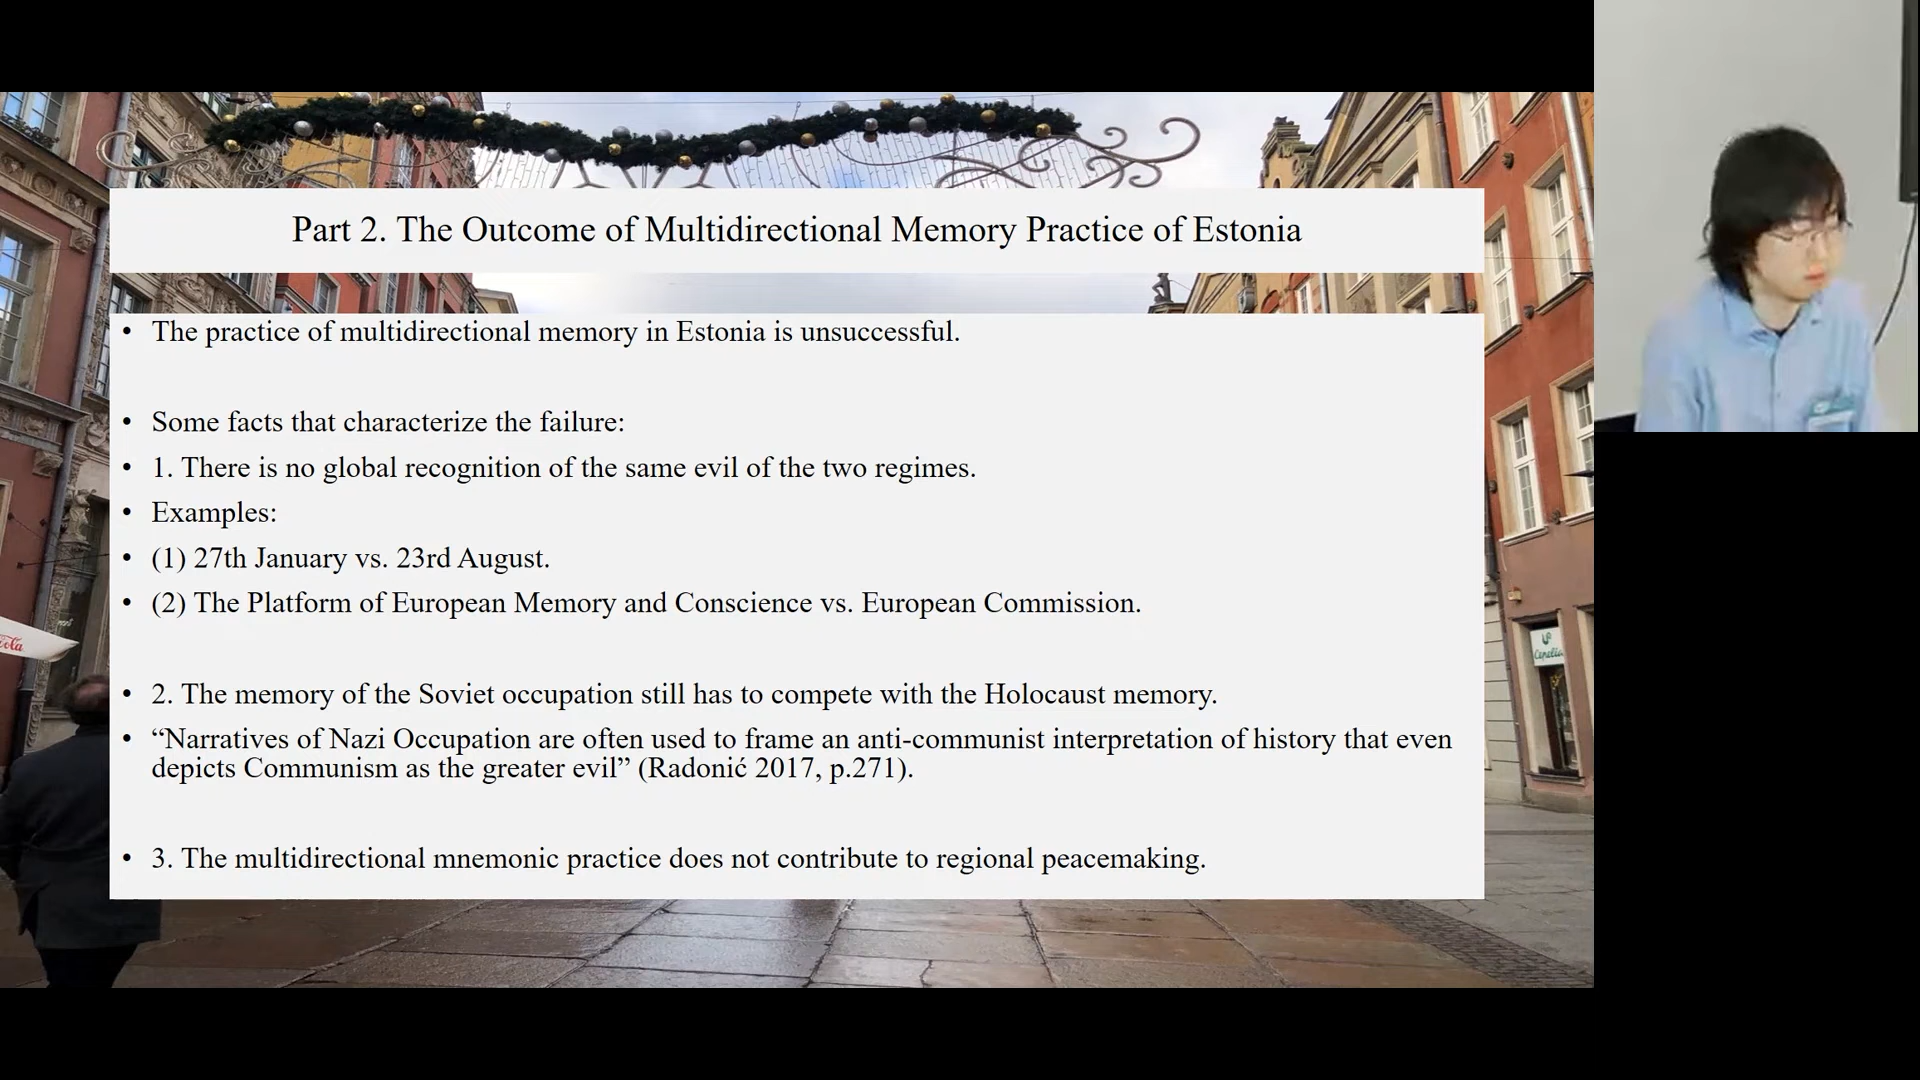 Part 2. The Outcome of Multidirectional Memory Practice of Estonia
• The practice of multidirectional memory in Estonia is unsuccessful.
• Some facts that characterize the failure:
• 1. There is no global recognition of the same evil of the two regimes.
• Examples:
• (1) 27th January vs. 23rd August.
• (2) The Platform of European Memory and Conscience vs. European Commission.
• 2. The memory of the Soviet occupation still has to compete with the Holocaust memory.
• “Narratives of Nazi Occupation are often used to frame an anti-communist interpretation of history that even
depicts Communism as the greater evil” (Radonić 2017, p.271).
• 3. The multidirectional mnemonic practice does not contribute to regional peacemaking.